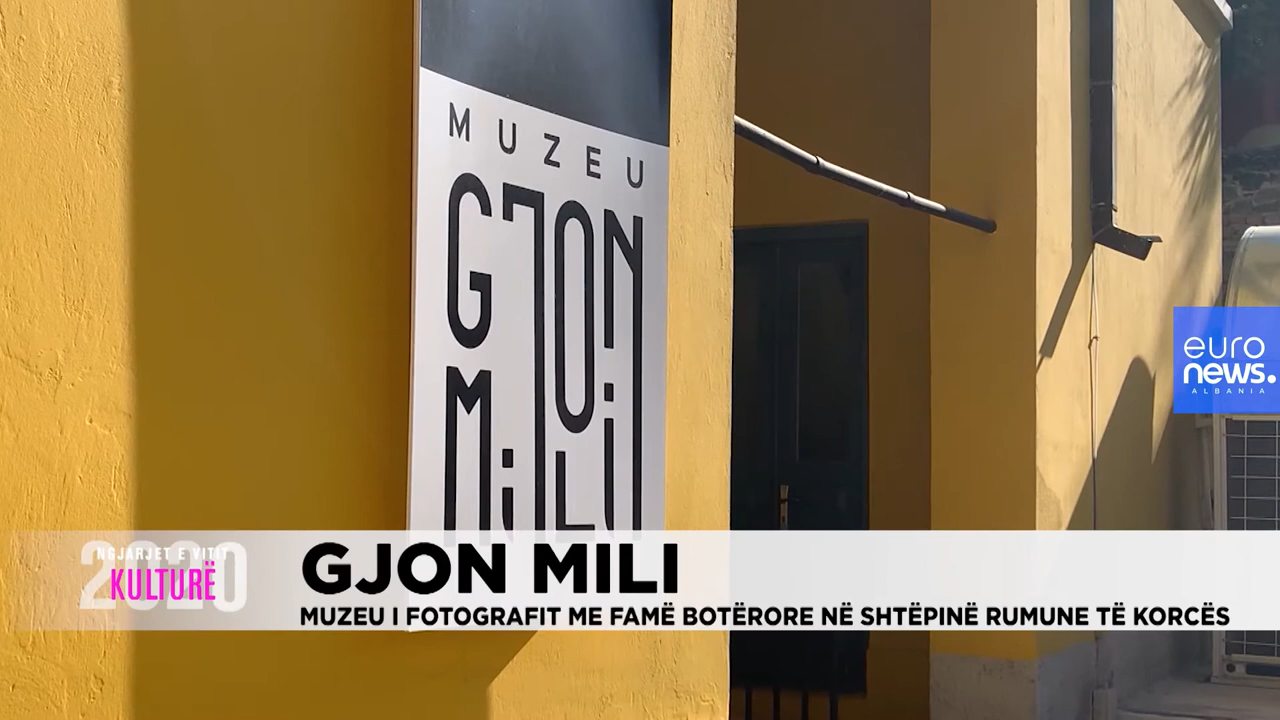 MUZEU
GJON
MiLi
euro
news.
ALBANIA
NGJARJET E VITIT
2020
KULTURË
GJON MILI
MUZEU I FOTOGRAFIT ME FAMË BOTËRORE NË SHTËPINË RUMUNE TË KORCËS